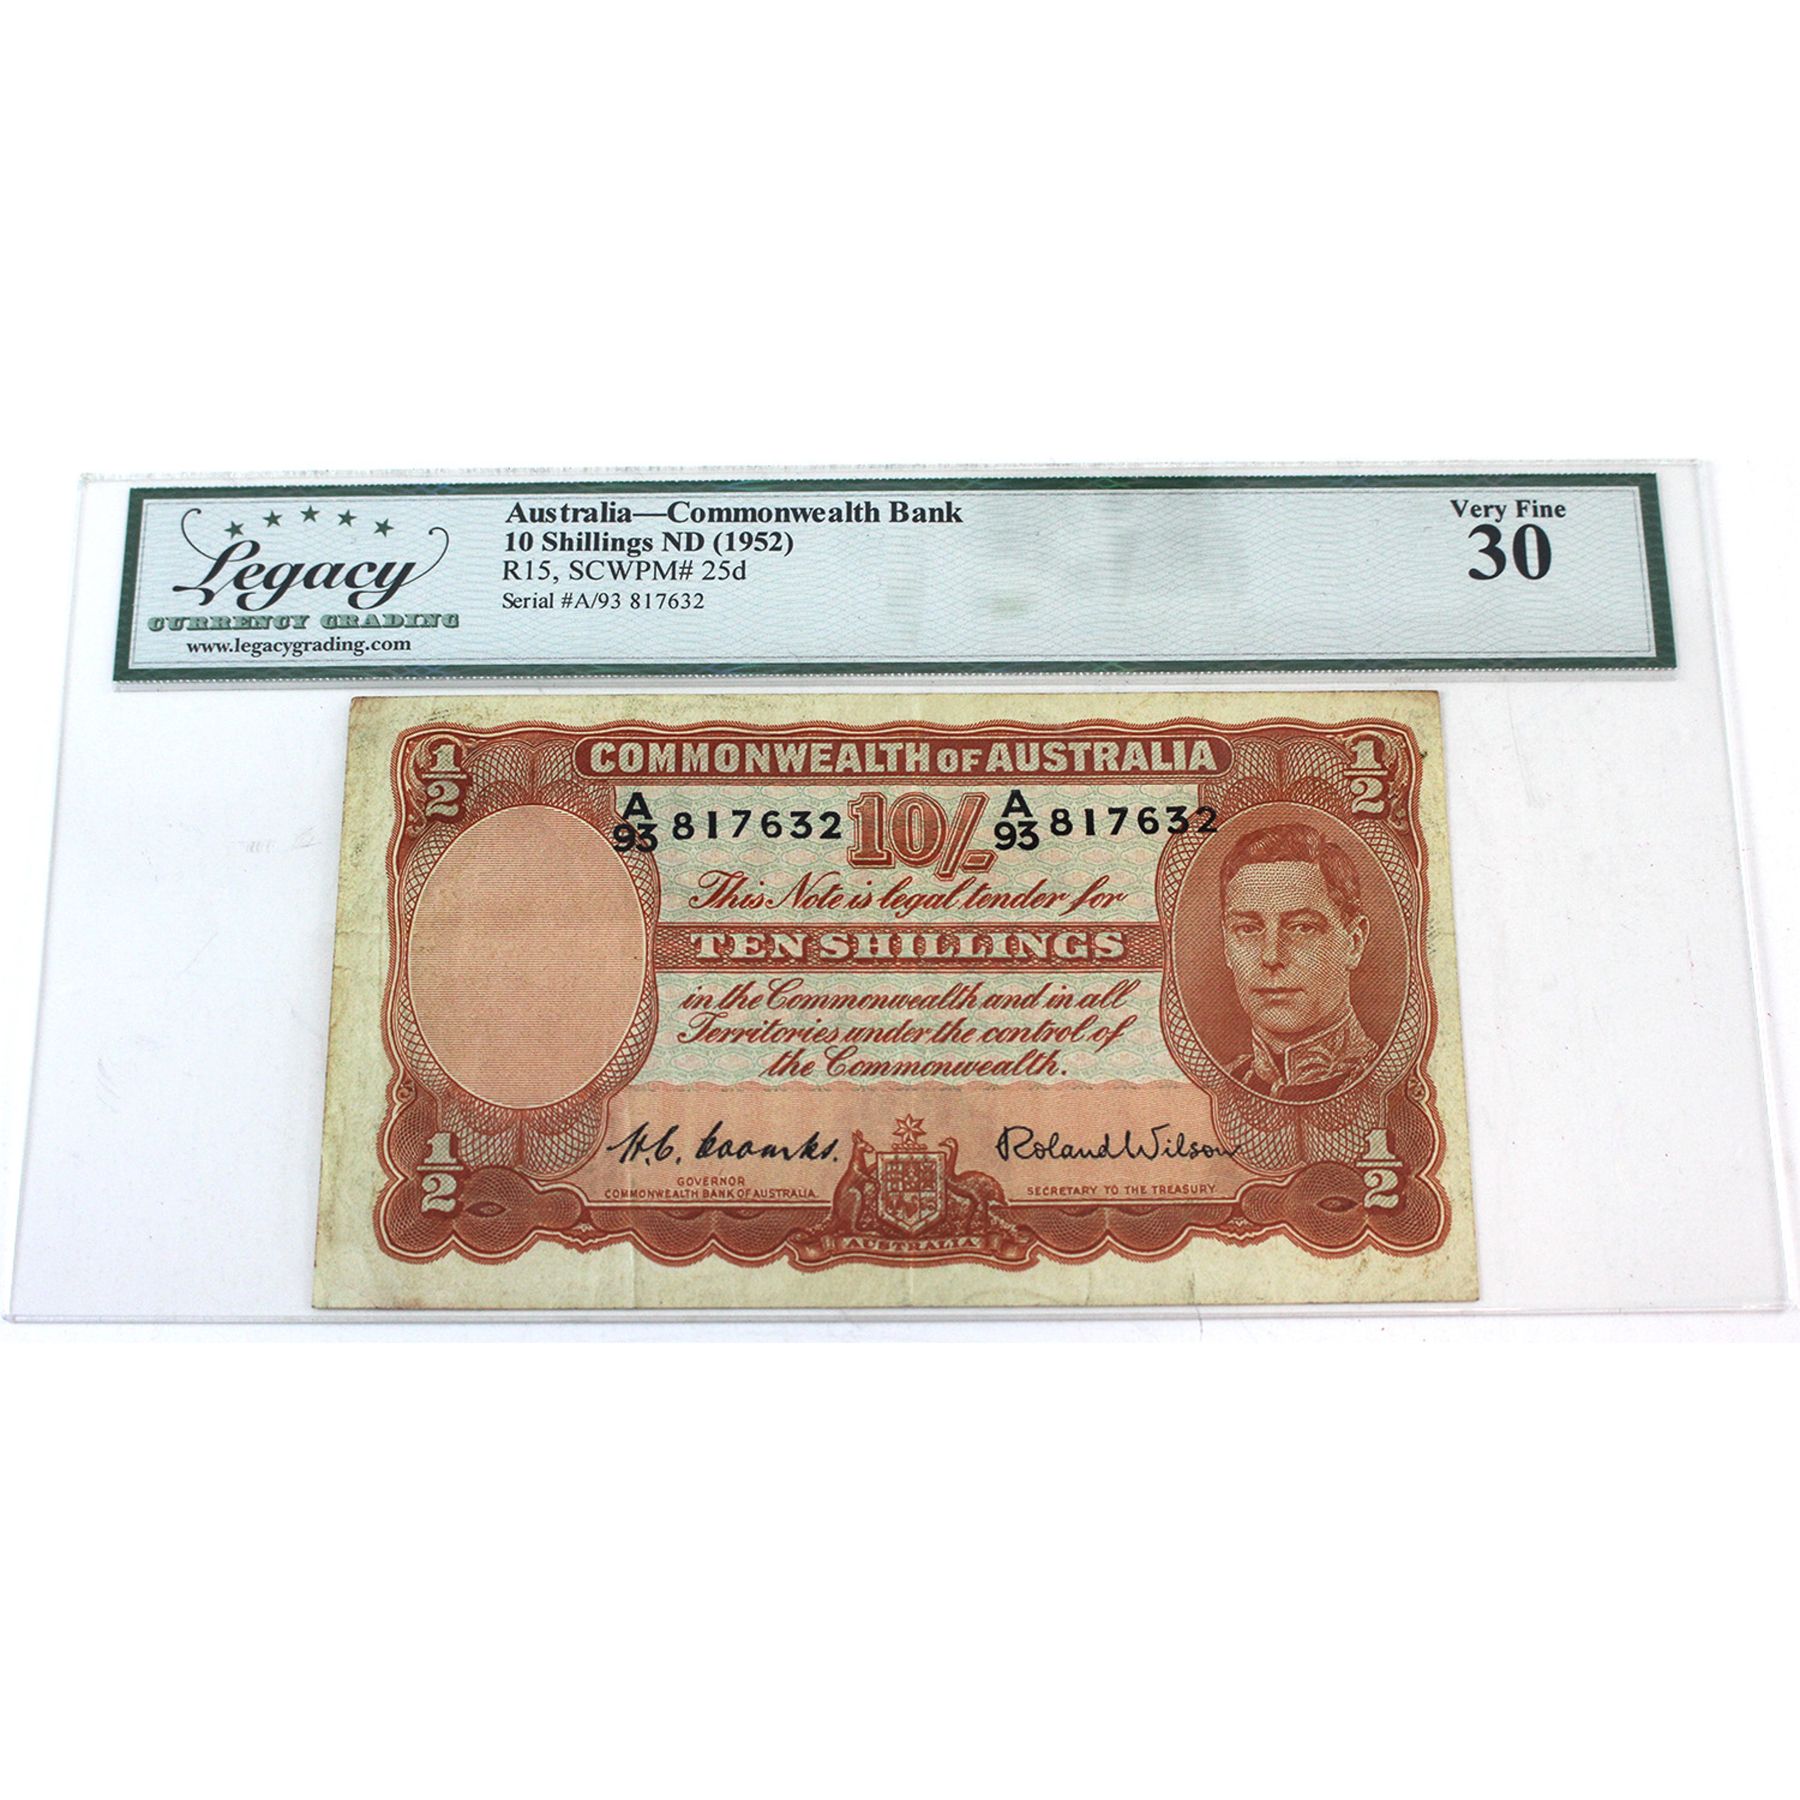 Legacy
CURRENCY GRADING
www.legacygrading.com
Australia—Commonwealth Bank
10 Shillings ND (1952)
R15, SCWPM# 25d
Serial #A/93 817632
Very Fine
30
1/2
COMMONWEALTH OF AUSTRALIA
1/2
A/93 817632 10/- A/93 817632
This Note is legal tender for
TEN SHILLINGS
in the Commonwealth and in all
Territories under the control of
the Commonwealth.
H.C. Coombs.
GOVERNOR
COMMONWEALTH BANK OF AUSTRALIA
Roland Wilson
SECRETARY TO THE TREASURY
1/2
AUSTRALIA
1/2